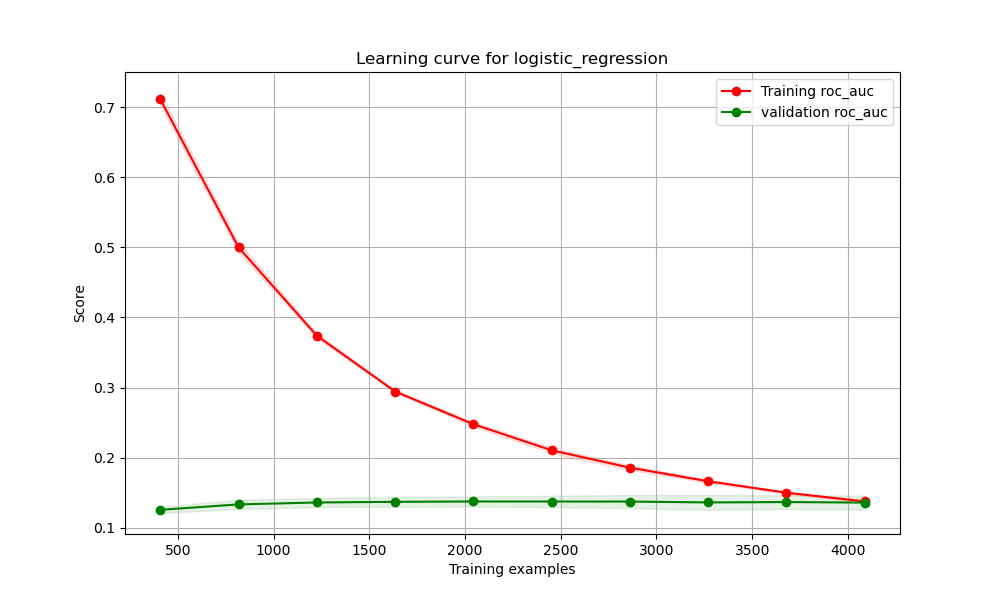 Learning curve for logistic_regression
Training roc_auc
validation roc_auc
Score
0.7
0.6
0.5
0.4
0.3
0.2
0.1
500 1000 1500 2000 2500 3000 3500 4000
Training examples